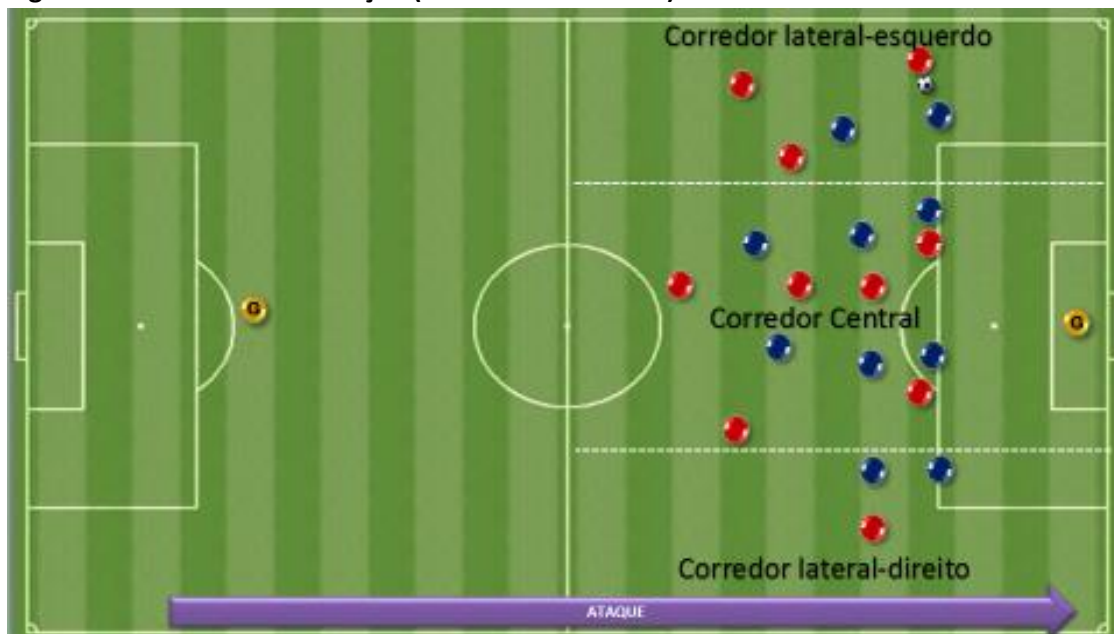 Corredor lateral-esquerdo
G
Corredor Central
G
Corredor lateral-direito
ATAQUE